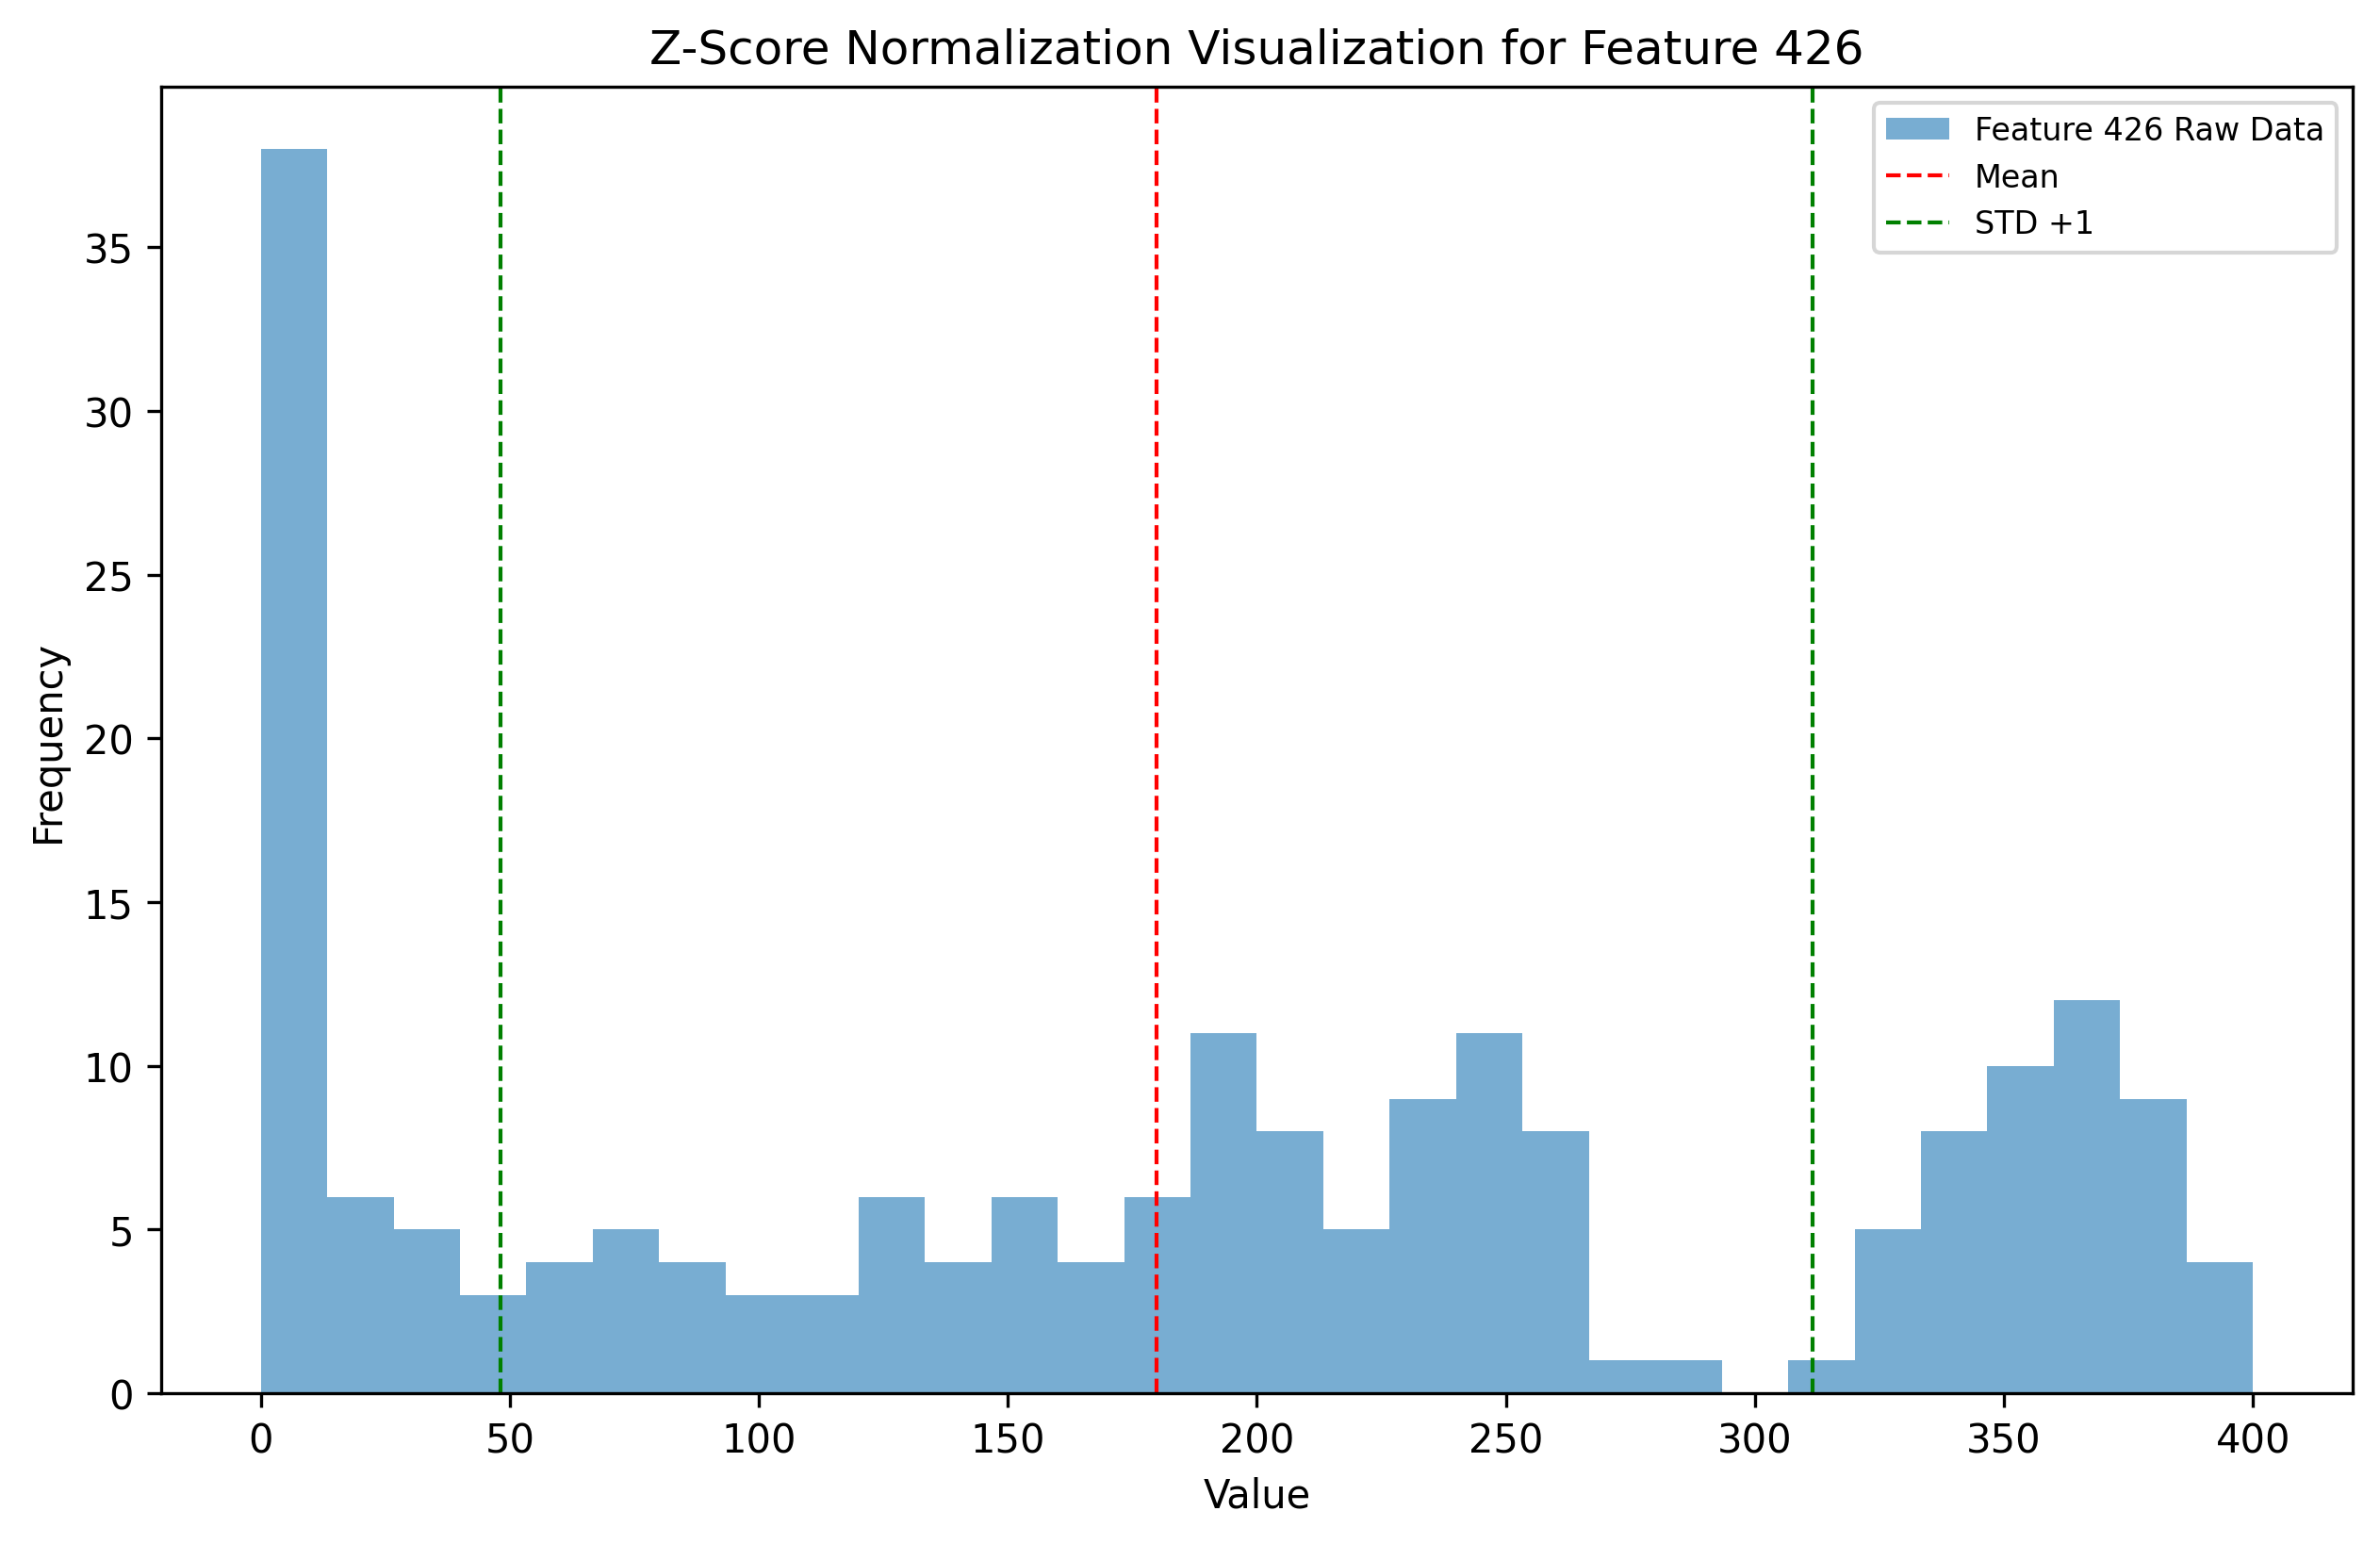 Z-Score Normalization Visualization for Feature 426
Feature 426 Raw Data
Mean
STD +1
35
30
25
20
15
10
5
0
Frequency
0 50 100 150 200 250 300 350 400
Value